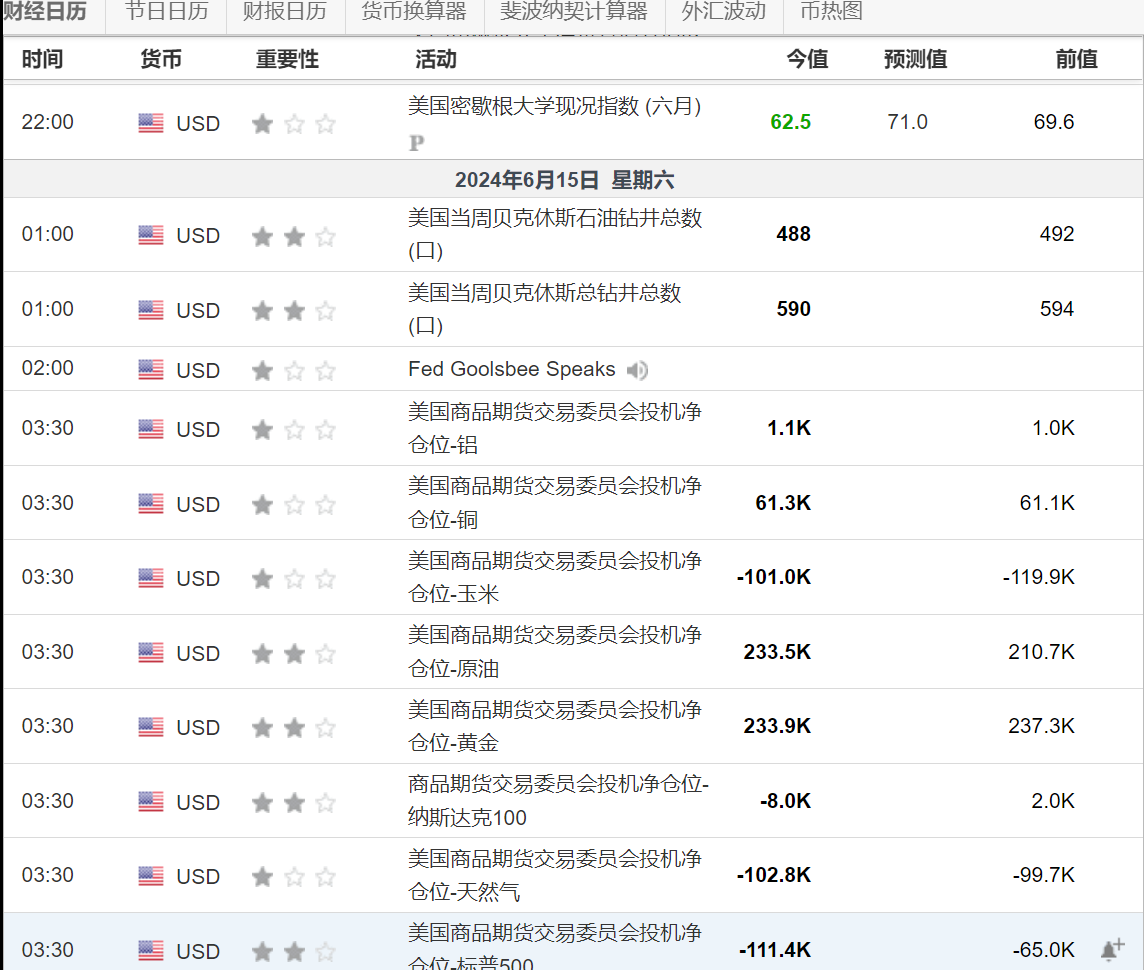 财经日历 节日日历 财报日历 货币换算器 斐波纳契计算器 外汇波动 币热图
时间 货币 重要性 活动 今值 预测值 前值
22:00 USD 美国密歇根大学现况指数 (六月) 62.5 71.0 69.6
P
2024年6月15日 星期六
01:00 USD 美国当周贝克休斯石油钻井总数 488 492
(口)
01:00 USD 美国当周贝克休斯总钻井总数 590 594
(口)
02:00 USD Fed Goolsbee Speaks
03:30 USD 美国商品期货交易委员会投机净 1.1K 1.0K
仓位-铝
03:30 USD 美国商品期货交易委员会投机净 61.3K 61.1K
仓位-铜
03:30 USD 美国商品期货交易委员会投机净 -101.0K -119.9K
仓位-玉米
03:30 USD 美国商品期货交易委员会投机净 233.5K 210.7K
仓位-原油
03:30 USD 美国商品期货交易委员会投机净 233.9K 237.3K
仓位-黄金
03:30 USD 商品期货交易委员会投机净仓位- -8.0K 2.0K
纳斯达克100
03:30 USD 美国商品期货交易委员会投机净 -102.8K -99.7K
仓位-天然气
03:30 USD 美国商品期货交易委员会投机净 -111.4K -65.0K
仓位-标普500